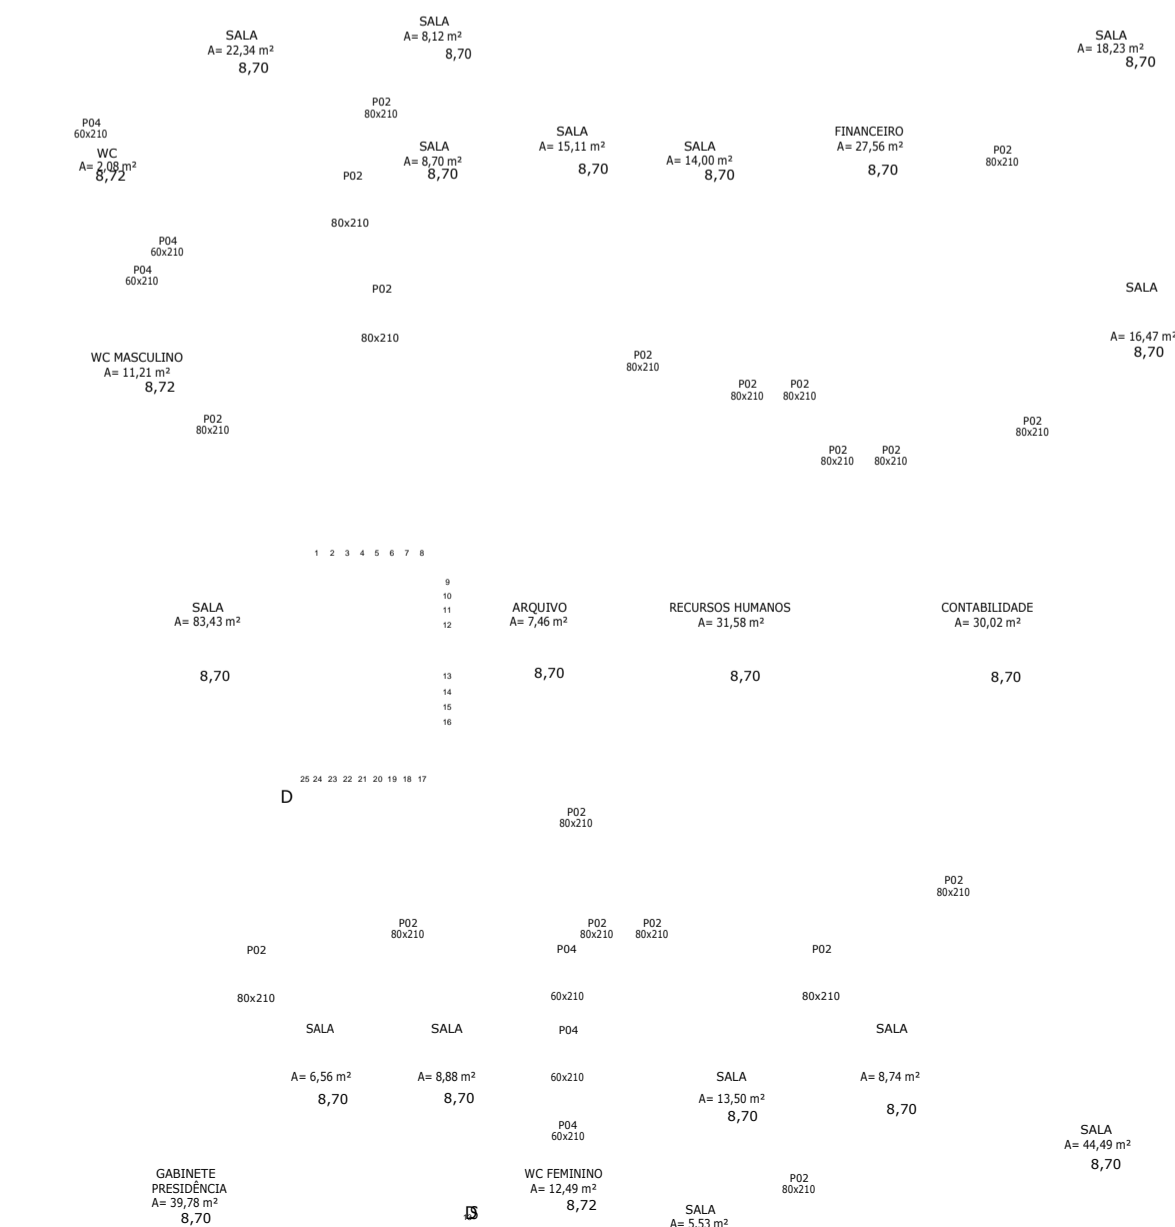 SALA
A= 8,12 m²
8,70
SALA
A= 22,34 m²
8,70
SALA
A= 18,23 m²
8,70
P02
80x210
P04
60x210
WC
A= 2,08 m²
8,72
SALA
A= 8,70 m²
8,70
SALA
A= 15,11 m²
8,70
SALA
A= 14,00 m²
8,70
FINANCEIRO
A= 27,56 m²
8,70
P02
80x210
P02
80x210
P04
60x210
P04
60x210
P02
80x210
SALA
A= 16,47 m²
8,70
WC MASCULINO
A= 11,21 m²
8,72
P02
80x210
P02 P02
80x210 80x210
P02
80x210
P02
80x210
P02 P02
80x210 80x210
1 2 3 4 5 6 7 8
9
10
11
12
SALA
A= 83,43 m²
8,70
ARQUIVO
A= 7,46 m²
8,70
RECURSOS HUMANOS
A= 31,58 m²
8,70
CONTABILIDADE
A= 30,02 m²
8,70
13
14
15
16
25 24 23 22 21 20 19 18 17
D
P02
80x210
P02
80x210
P02
80x210
P02 P02
80x210 80x210
P02
80x210
P04
60x210
P02
80x210
SALA
A= 6,56 m²
8,70
SALA
A= 8,88 m²
8,70
P04
60x210
SALA
A= 13,50 m²
8,70
SALA
A= 8,74 m²
8,70
P04
60x210
SALA
A= 44,49 m²
8,70
GABINETE
PRESIDÊNCIA
A= 39,78 m²
8,70
WC FEMININO
A= 12,49 m²
8,72
P02
80x210
SALA
A= 5,53 m²